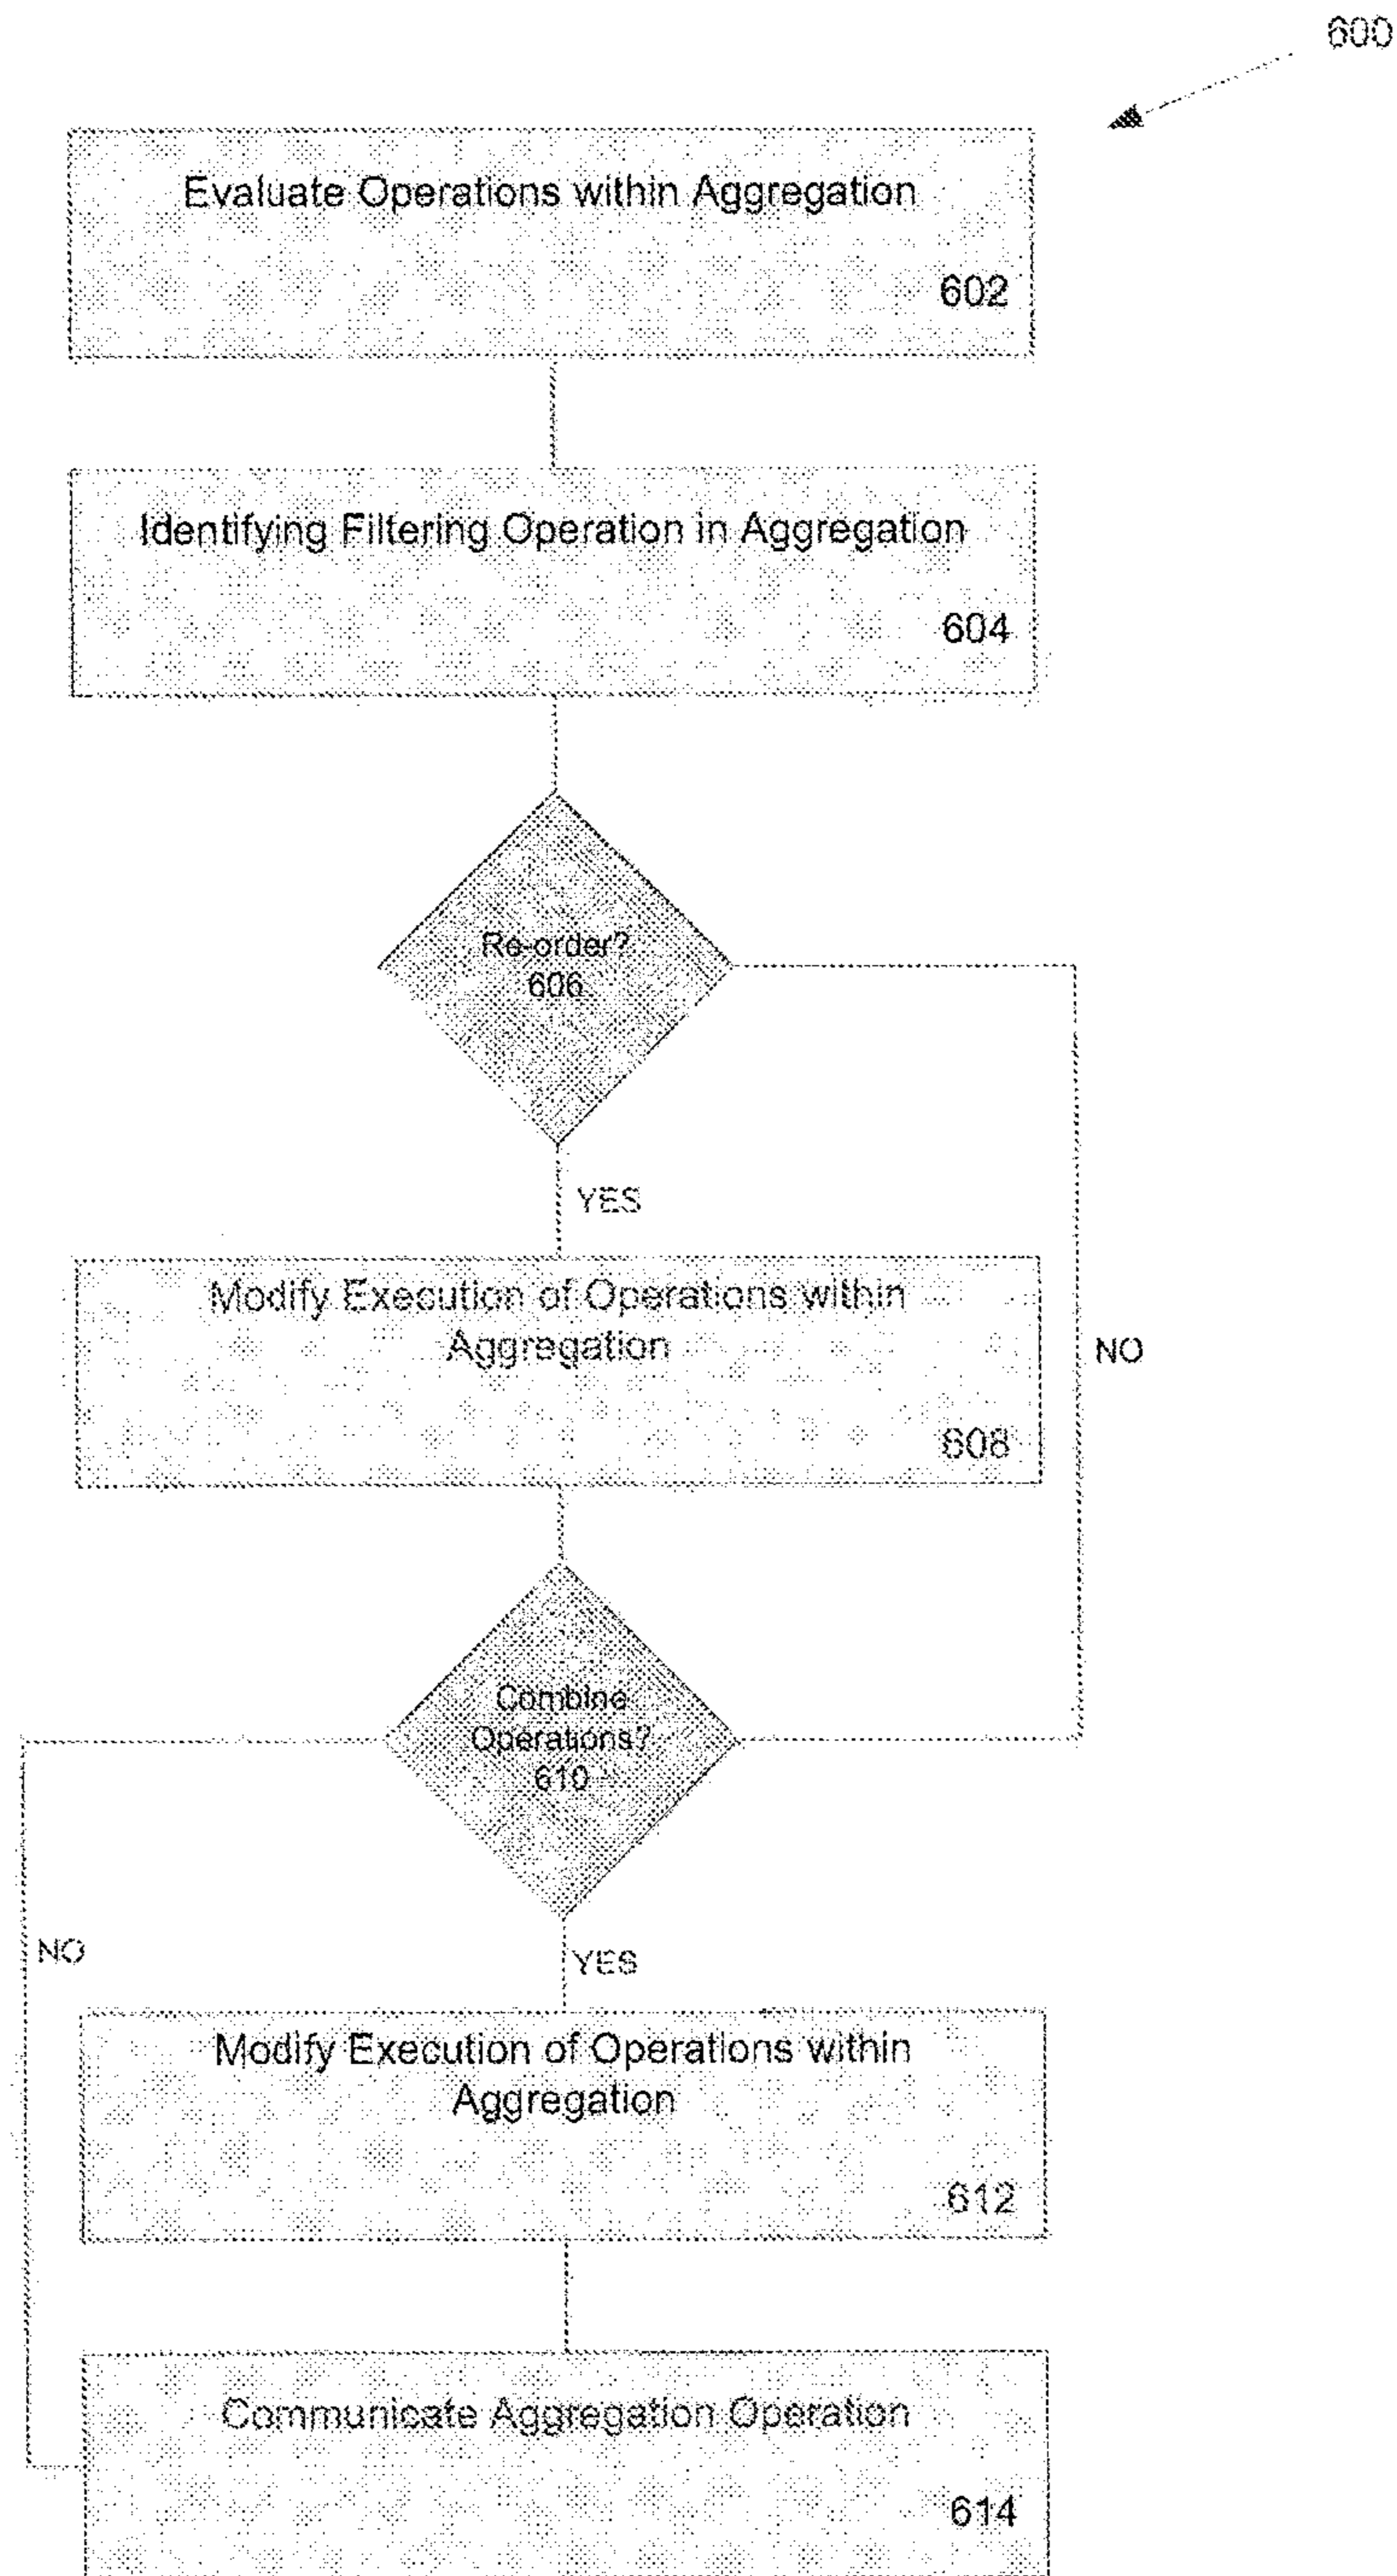 600
Evaluate Operations within Aggregation
602
Identifying Filtering Operation in Aggregation
604
Re-order?
606
YES
Modify Execution of Operations within
Aggregation
NO
608
Combine
Operations?
610
NO
YES
Modify Execution of Operations within
Aggregation
612
Communicate Aggregation Operation
614